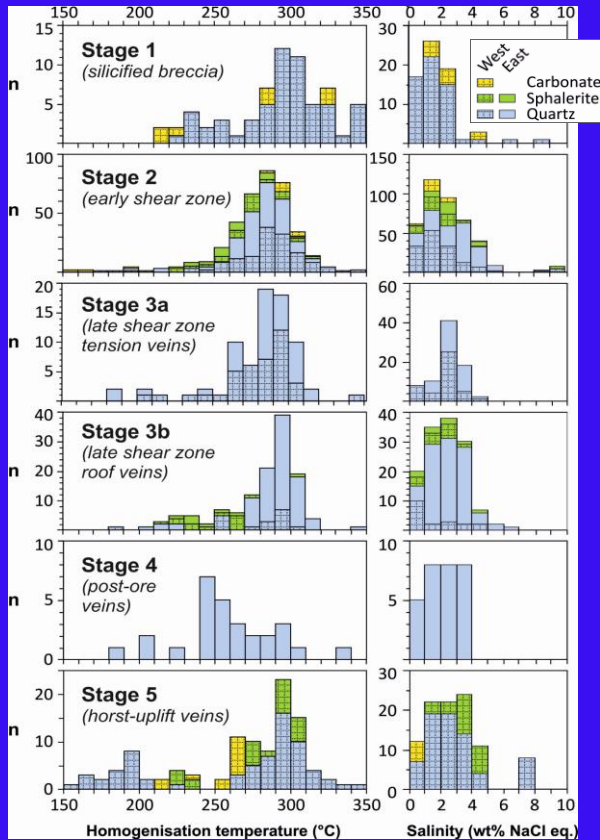 150 200 250 300 350 0 2 4 6 8 10
15 10 5 n
Stage 1
(silicified breccia)
30 20 10
West East
Carbonate
Sphalerite
Quartz
100 50 n
Stage 2
(early shear zone)
150 100 50
20 15 10 5 n
Stage 3a
(late shear zone
tension veins)
60 40 20
40 30 20 10 n
Stage 3b
(late shear zone
roof veins)
40 30 20 10
10 5 0 n
Stage 4
(post-ore
veins)
10 5
20 10 0 n
Stage 5
(horst-uplift veins)
30 20 10 0
150 200 250 300 350 0 2 4 6 8 10
Homogenisation temperature (°C) Salinity (wt% NaCl eq.)